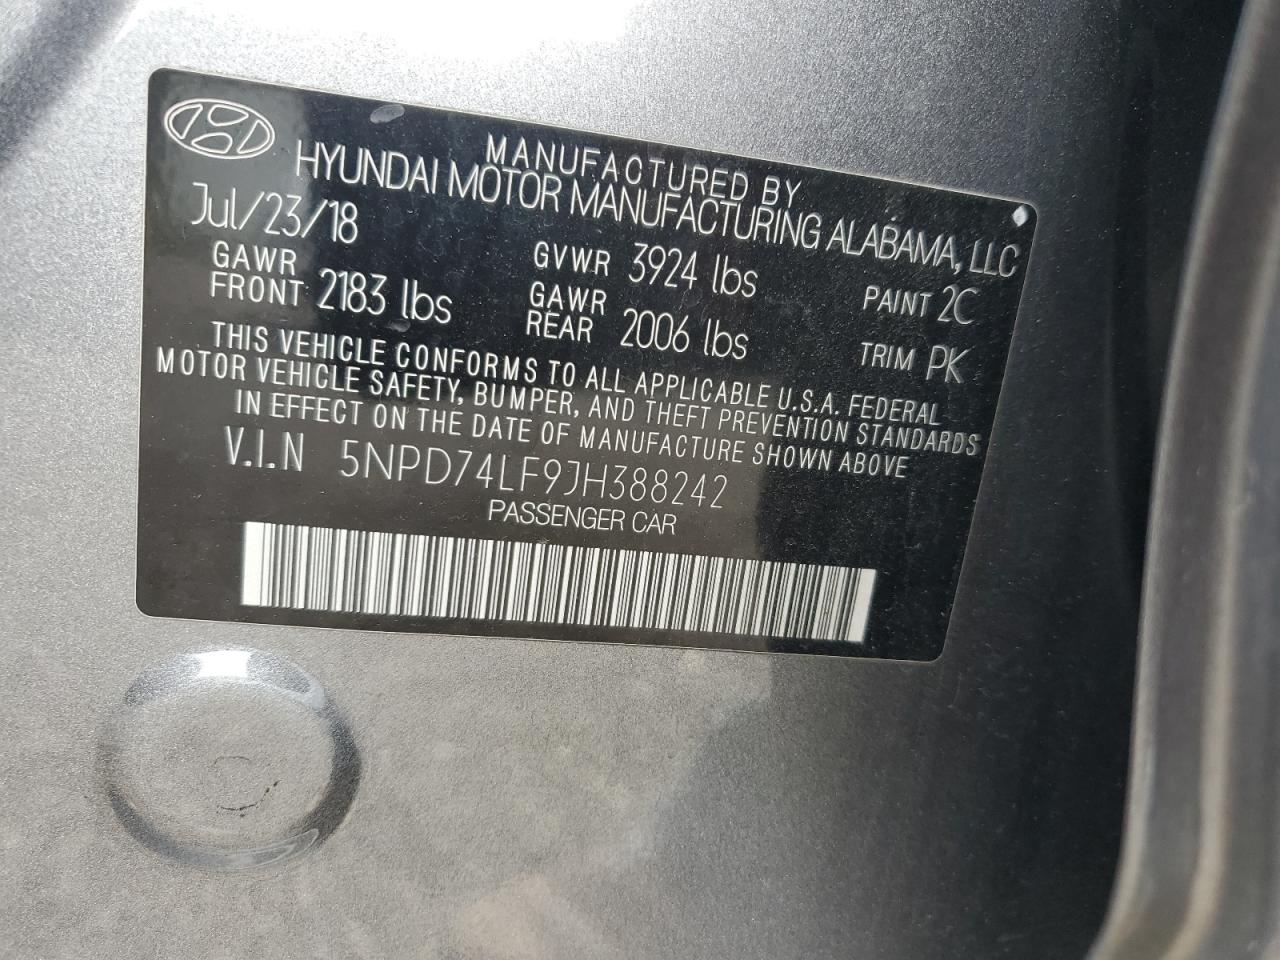 MANUFACTURED BY
HYUNDAI MOTOR MANUFACTURING ALABAMA, LLC
Jul/23/18
GAWR FRONT 2183 lbs
GVWR 3924 lbs
GAWR REAR 2006 lbs
PAINT 2C
TRIM PK
THIS VEHICLE CONFORMS TO ALL APPLICABLE U.S.A. FEDERAL
MOTOR VEHICLE SAFETY, BUMPER, AND THEFT PREVENTION STANDARDS
IN EFFECT ON THE DATE OF MANUFACTURE SHOWN ABOVE
V.I.N 5NPD74LF9JH388242
PASSENGER CAR